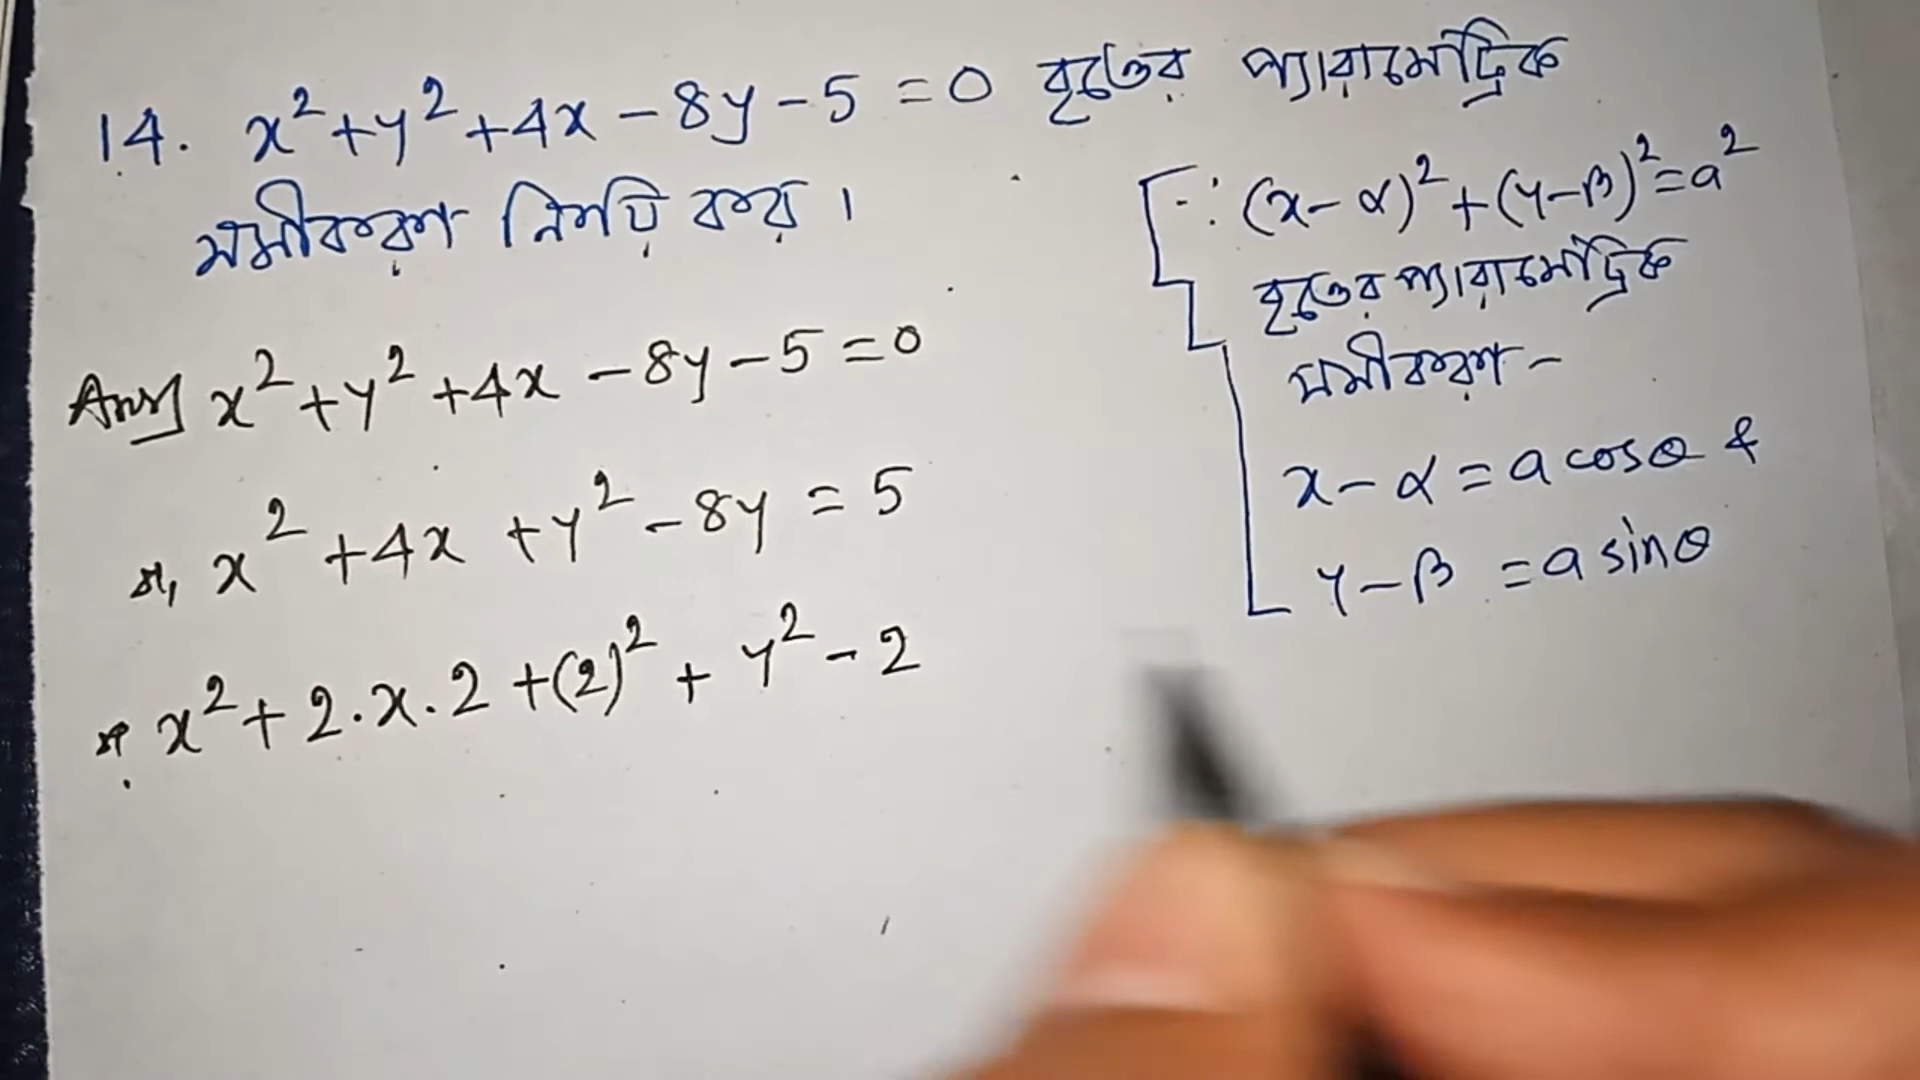 14. x²+y²+4x-8y-5=0 বৃত্তের প্যারামেট্রিক
সমীকরণ নির্ণয় কর।
[∵ (x-α)²+(y-β)²=a²
বৃত্তের প্যারামেট্রিক
সমীকরণ -
x-α=a cosθ &
y-β =a sinθ
Ans/ x²+y²+4x-8y-5=0
বা, x²+4x+y²-8y=5
বা, x²+2.x.2+(2)²+y²-2